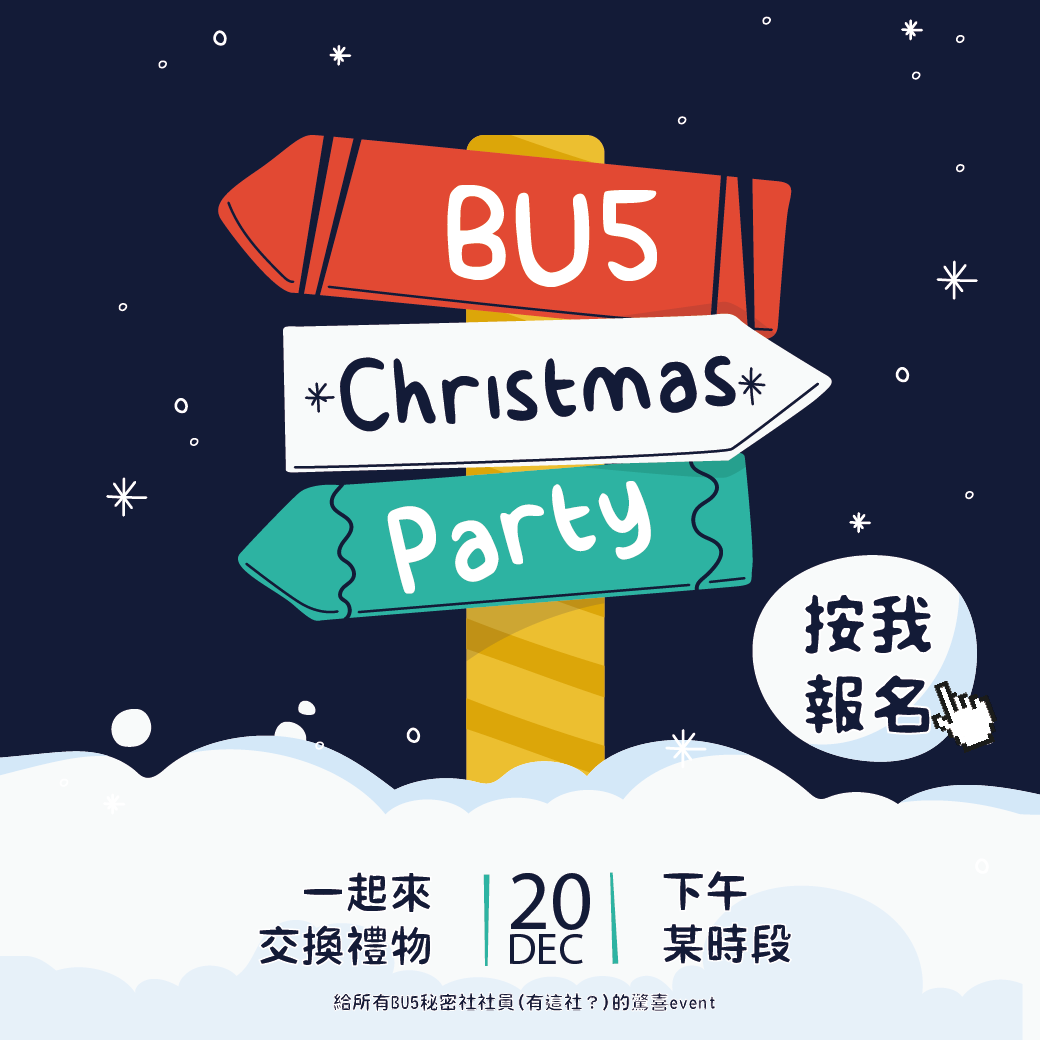 BU5
Christmas
Party
按我
報名
一起來
交換禮物
20
DEC
下午
某時段
給所有BU5秘密社社員(有這社？)的驚喜event